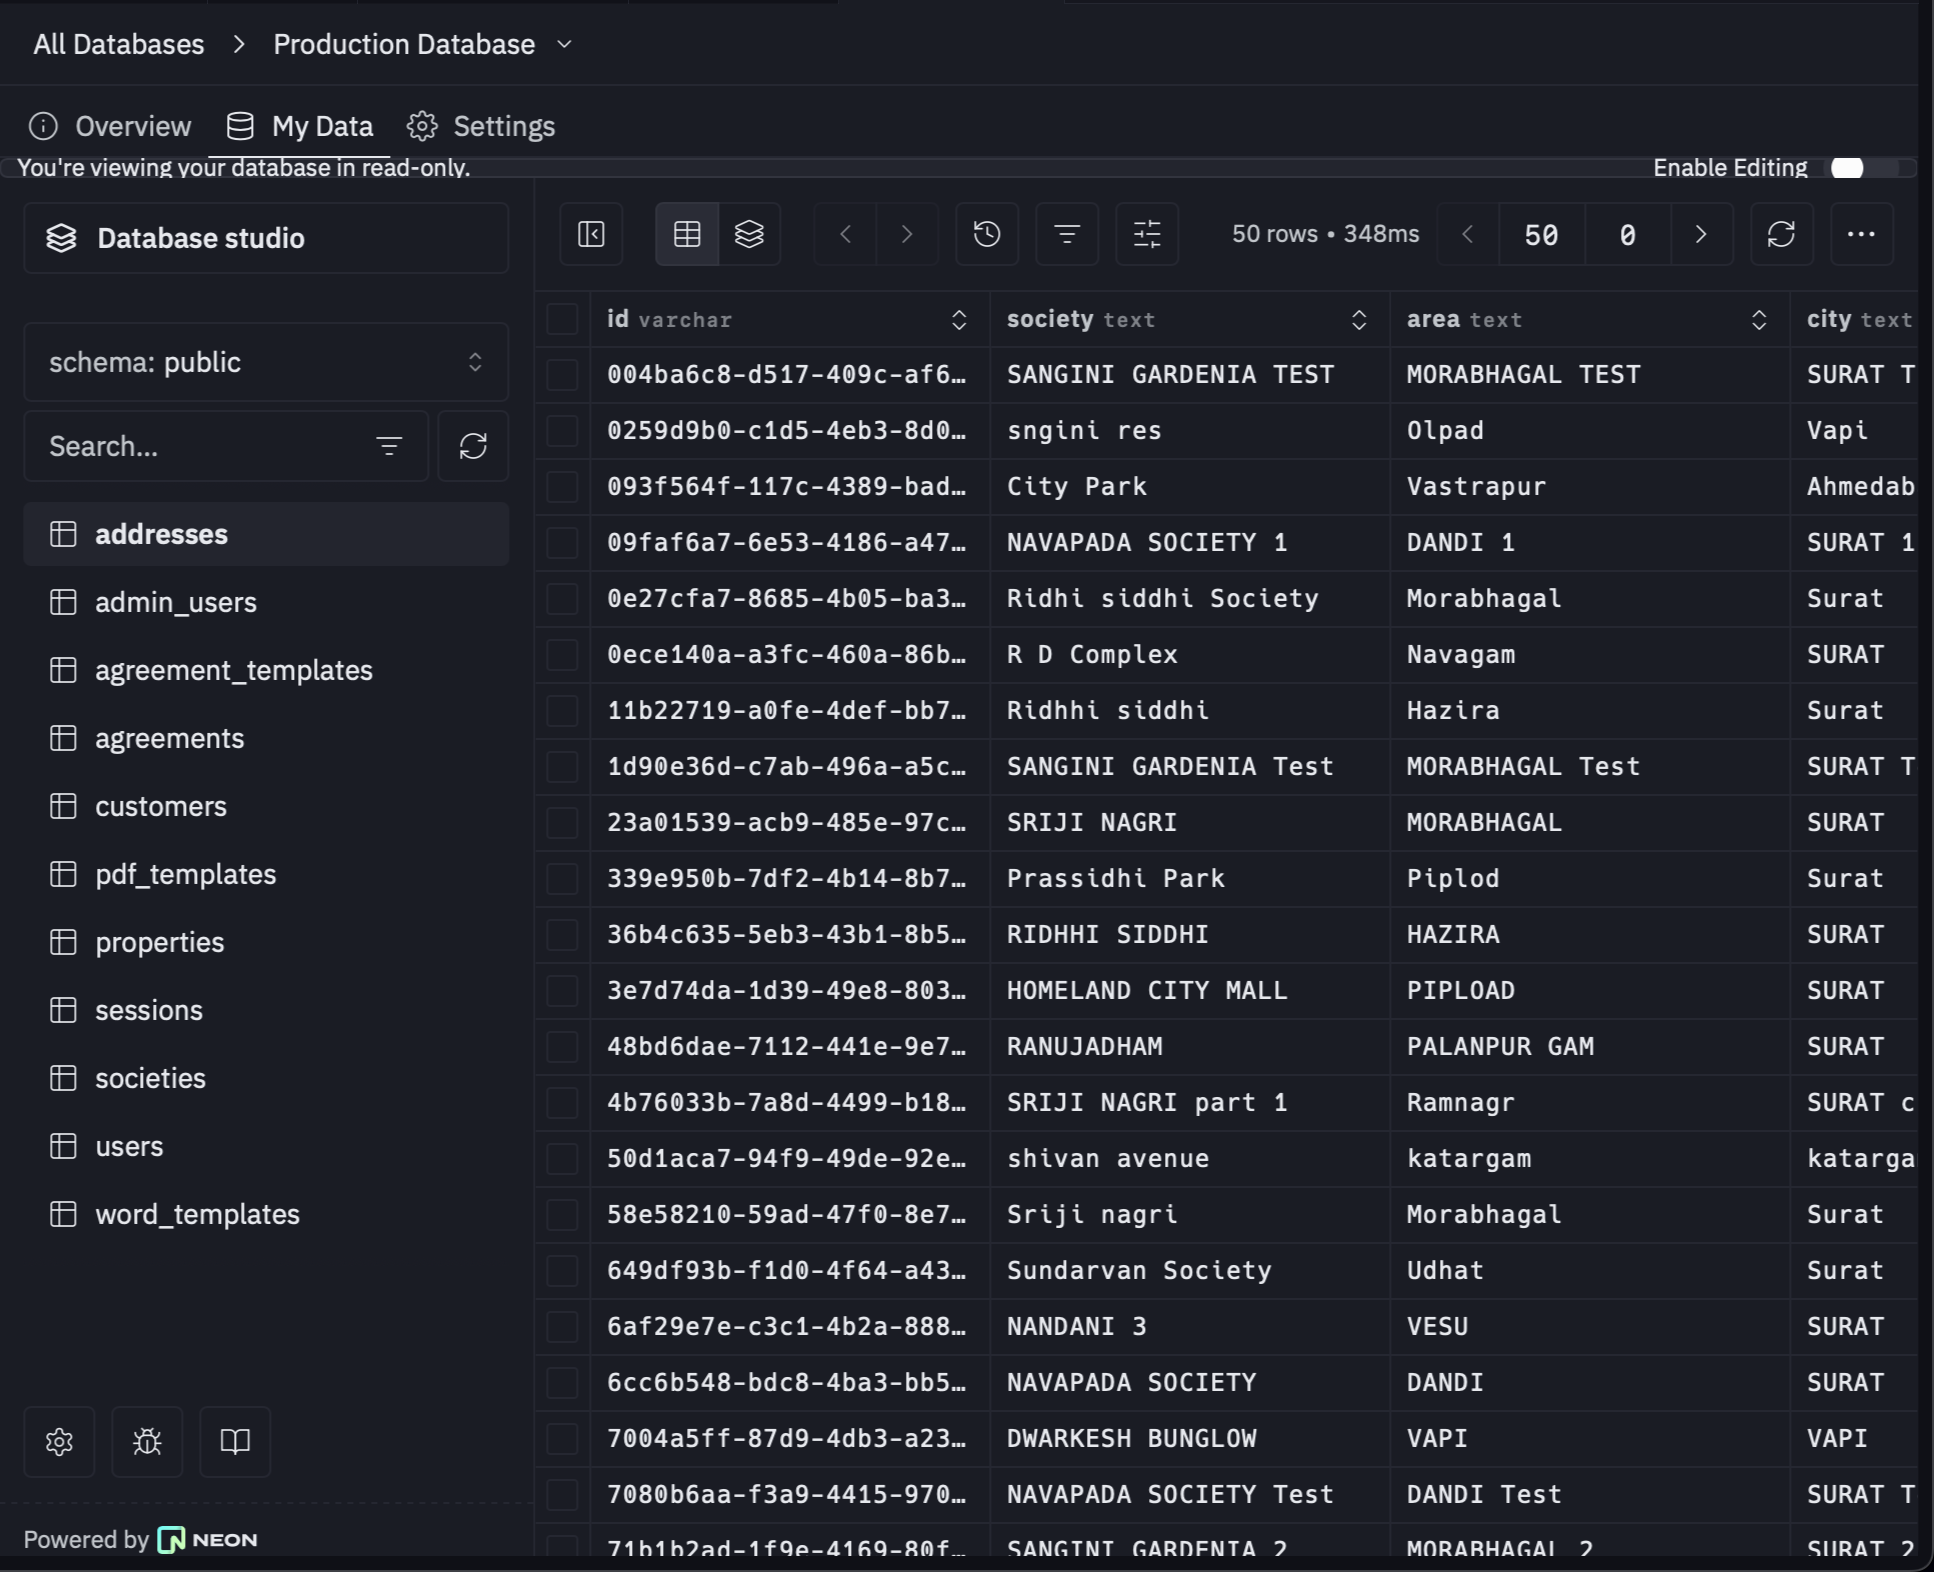 All Databases > Production Database
Overview My Data Settings
You're viewing your database in read-only. Enable Editing
Database studio
schema: public
Search...
addresses
admin_users
agreement_templates
agreements
customers
pdf_templates
properties
sessions
societies
users
word_templates
Powered by NEON
50 rows • 348ms 50 0
id varchar society text area text city text
004ba6c8-d517-409c-af6… SANGINI GARDENIA TEST MORABHAGAL TEST SURAT T
0259d9b0-c1d5-4eb3-8d0… sngini res Olpad Vapi
093f564f-117c-4389-bad… City Park Vastrapur Ahmedab
09faf6a7-6e53-4186-a47… NAVAPADA SOCIETY 1 DANDI 1 SURAT 1
0e27cfa7-8685-4b05-ba3… Ridhi siddhi Society Morabhagal Surat
0ece140a-a3fc-460a-86b… R D Complex Navagam SURAT
11b22719-a0fe-4def-bb7… Ridhhi siddhi Hazira Surat
1d90e36d-c7ab-496a-a5c… SANGINI GARDENIA Test MORABHAGAL Test SURAT T
23a01539-acb9-485e-97c… SRIJI NAGRI MORABHAGAL SURAT
339e950b-7df2-4b14-8b7… Prassidhi Park Piplod Surat
36b4c635-5eb3-43b1-8b5… RIDHHI SIDDHI HAZIRA SURAT
3e7d74da-1d39-49e8-803… HOMELAND CITY MALL PIPLOAD SURAT
48bd6dae-7112-441e-9e7… RANUJADHAM PALANPUR GAM SURAT
4b76033b-7a8d-4499-b18… SRIJI NAGRI part 1 Ramnagr SURAT c
50d1aca7-94f9-49de-92e… shivan avenue katargam katarga
58e58210-59ad-47f0-8e7… Sriji nagri Morabhagal Surat
649df93b-f1d0-4f64-a43… Sundarvan Society Udhat Surat
6af29e7e-c3c1-4b2a-888… NANDANI 3 VESU SURAT
6cc6b548-bdc8-4ba3-bb5… NAVAPADA SOCIETY DANDI SURAT
7004a5ff-87d9-4db3-a23… DWARKESH BUNGLOW VAPI VAPI
7080b6aa-f3a9-4415-970… NAVAPADA SOCIETY Test DANDI Test SURAT T
71b1b2ad-1f9e-4169-80f… SANGINI GARDENIA 2 MORABHAGAL 2 SURAT 2